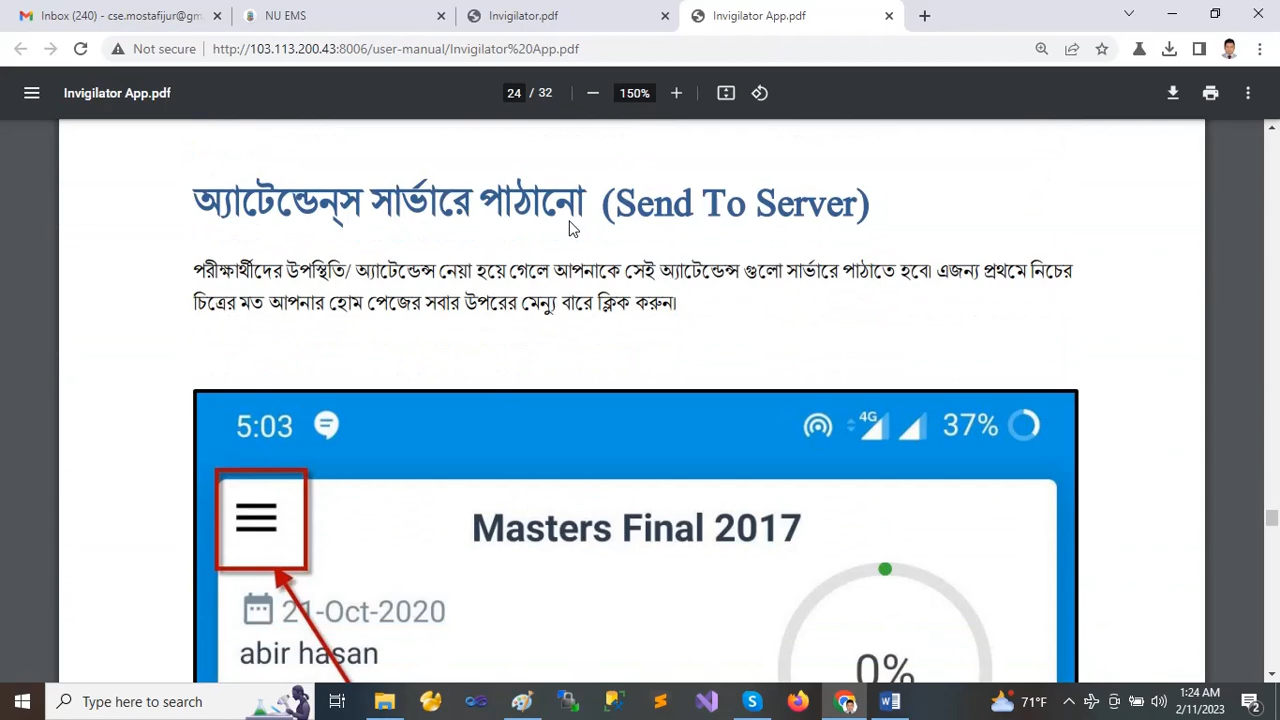 Inbox (240) - cse.mostafijur@gm
NU EMS
Invigilator.pdf
Invigilator App.pdf
Not secure
http://103.113.200.43:8006/user-manual/Invigilator%20App.pdf
Invigilator App.pdf
24 / 32
150%
অ্যাটেন্ডেন্স সার্ভারে পাঠানো (Send To Server)
পরীক্ষার্থীদের উপস্থিতি/ অ্যাটেন্ডেন্স নেয়া হয়ে গেলে আপনাকে সেই অ্যাটেন্ডেন্স গুলো সার্ভারে পাঠাতে হবে। এজন্য প্রথমে নিচের
চিত্রের মত আপনার হোম পেজের সবার উপরের মেন্যু বারে ক্লিক করুন।
5:03
4G
37%
Masters Final 2017
21-Oct-2020
abir hasan
0%
Type here to search
71°F
1:24 AM
2/11/2023
2